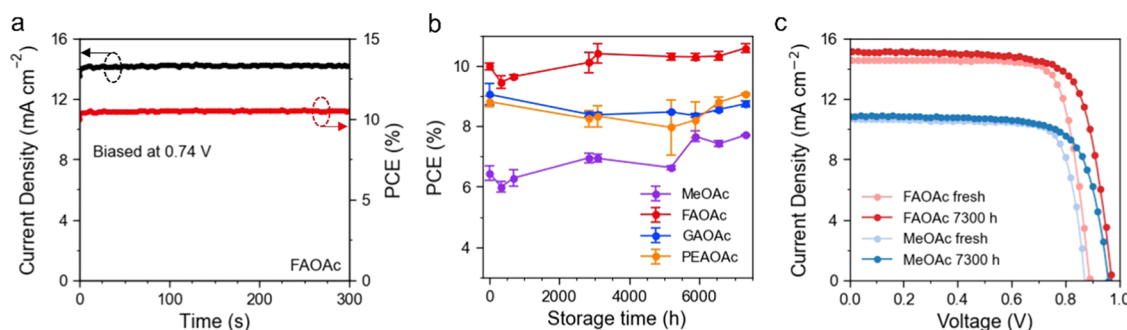 a
16
12
8
4
0
Current Density (mA cm⁻²)
Biased at 0.74 V
FAOAc
15
10
5
0
PCE (%)
0 100 200 300
Time (s)
b
10
8
6
4
PCE (%)
MeOAc
FAOAc
GAOAc
PEAOAc
0 2000 4000 6000
Storage time (h)
c
16
12
8
4
0
Current Density (mA cm⁻²)
FAOAc fresh
FAOAc 7300 h
MeOAc fresh
MeOAc 7300 h
0.0 0.2 0.4 0.6 0.8 1.0
Voltage (V)